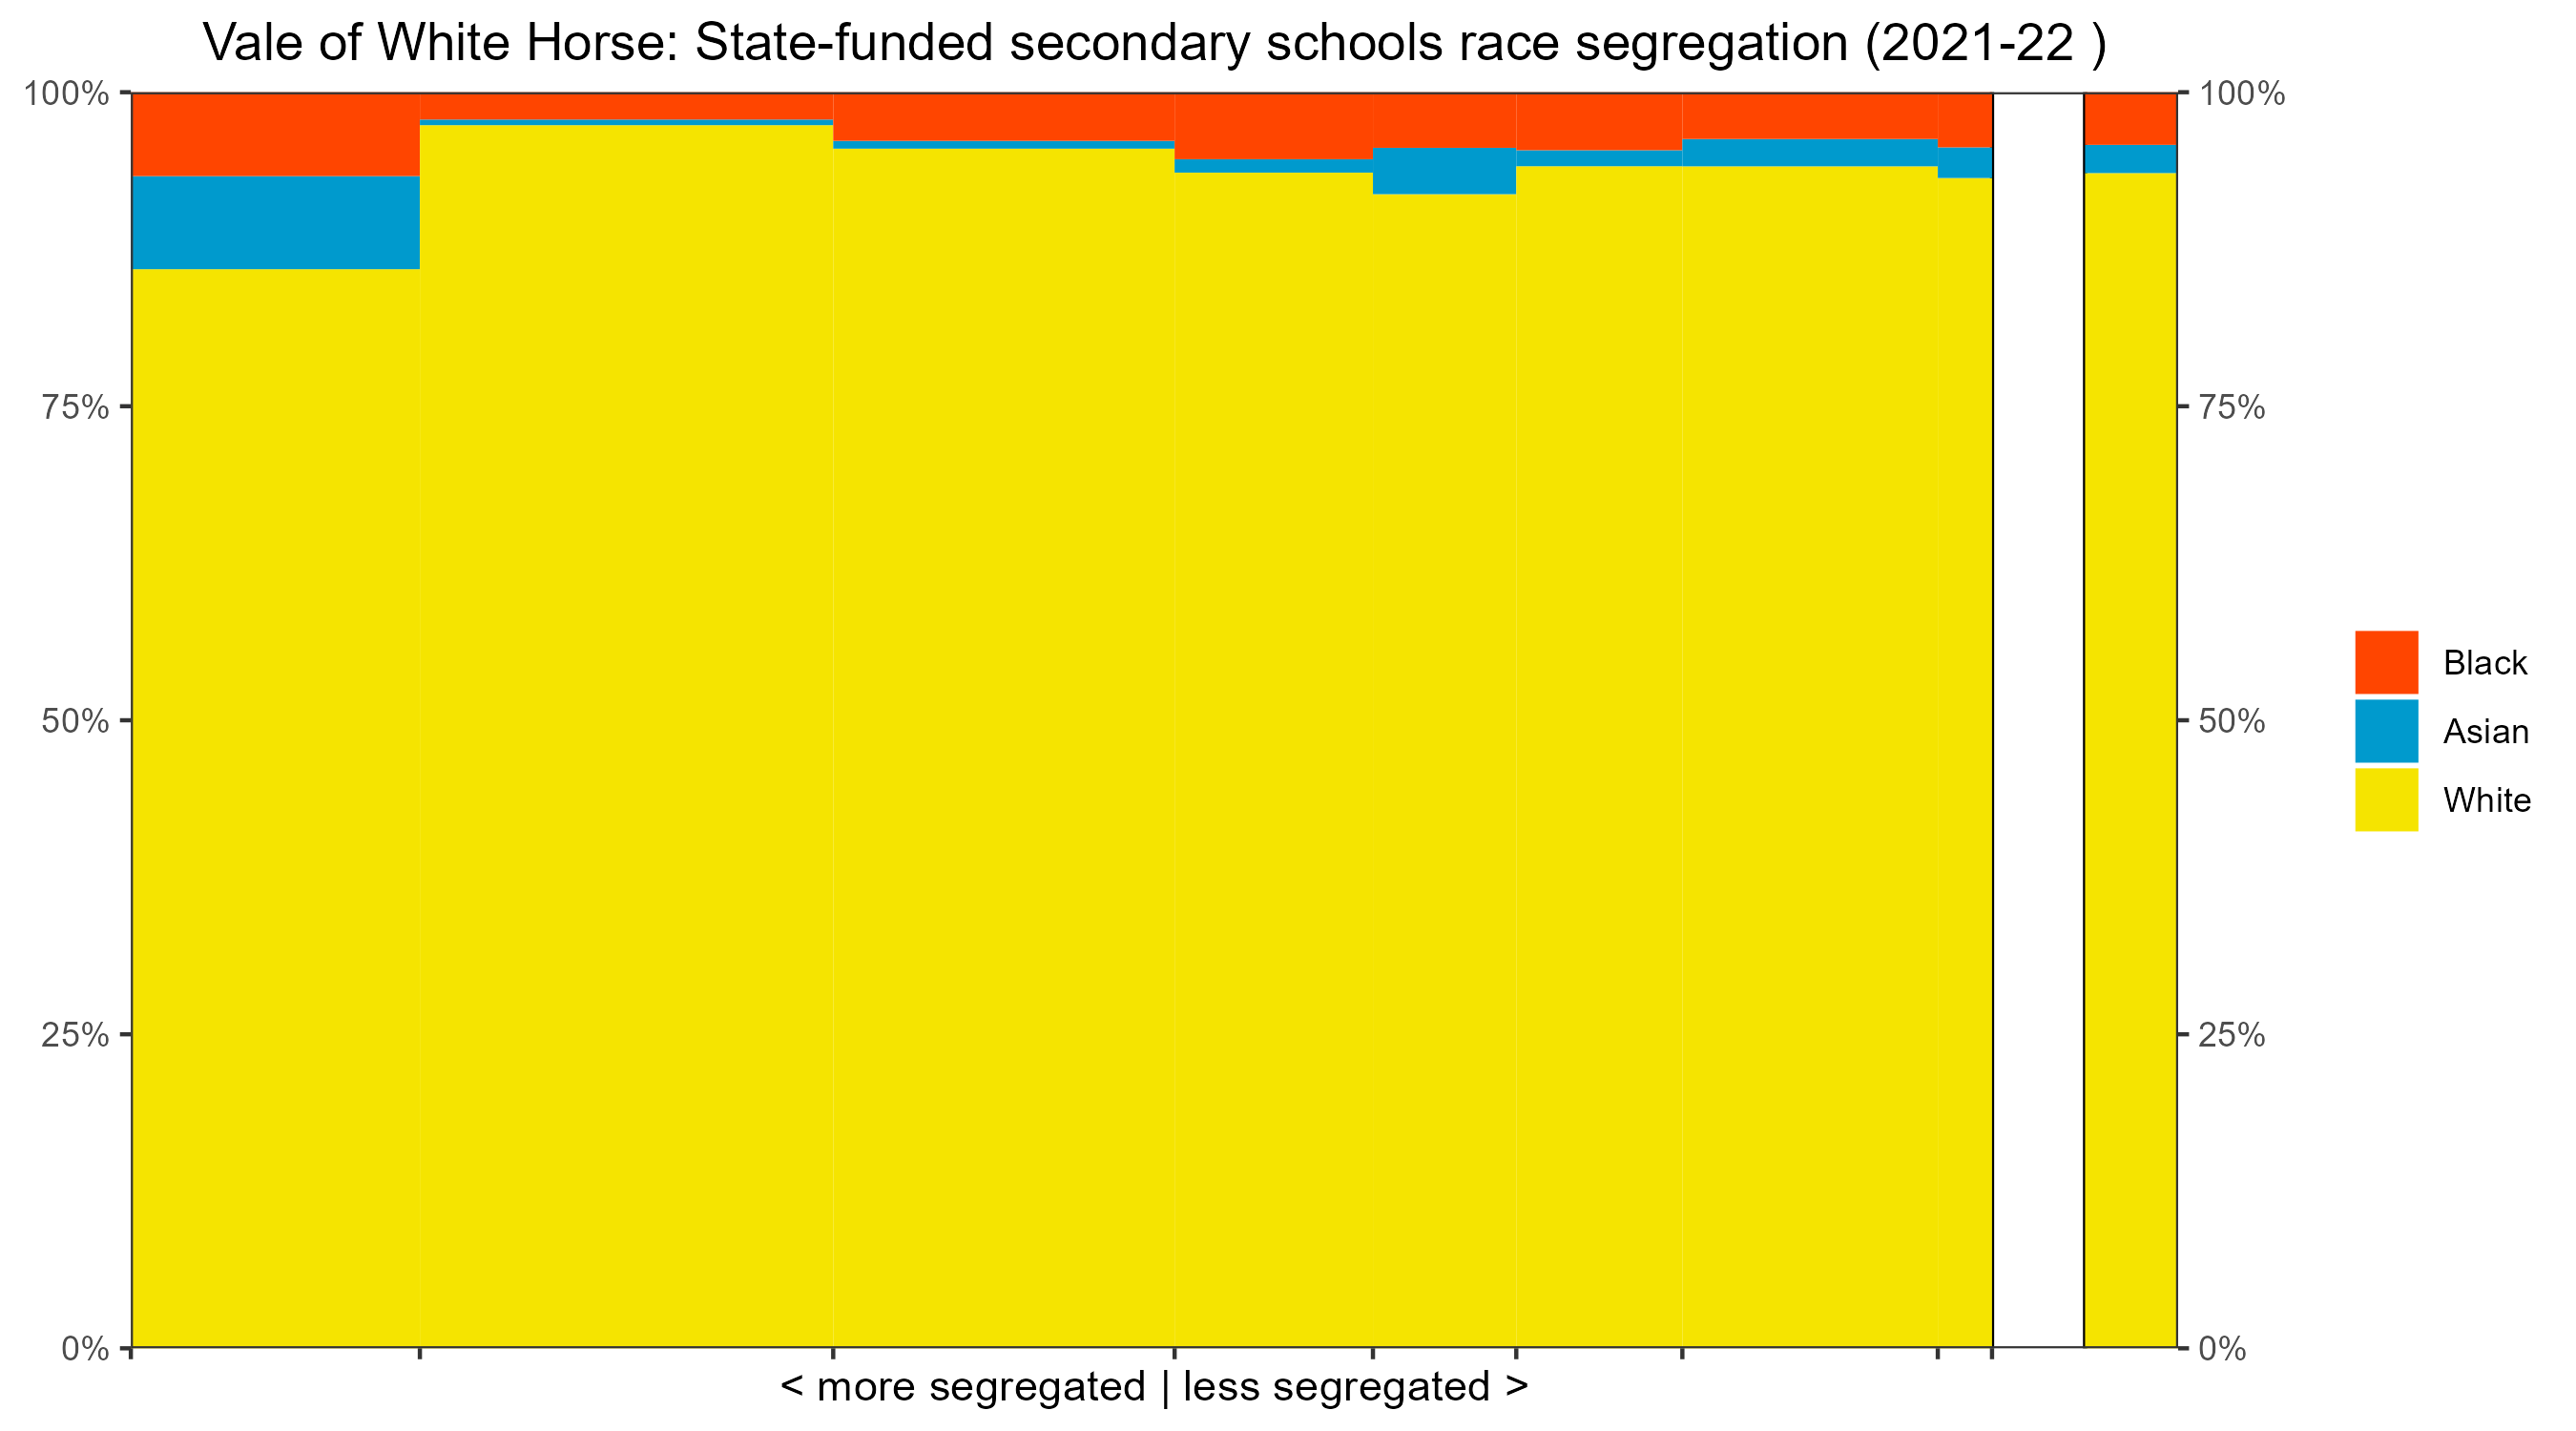 Vale of White Horse: State-funded secondary schools race segregation (2021-22 )
100%
75%
50%
25%
0%
100%
75%
50%
25%
0%
Black
Asian
White
< more segregated | less segregated >